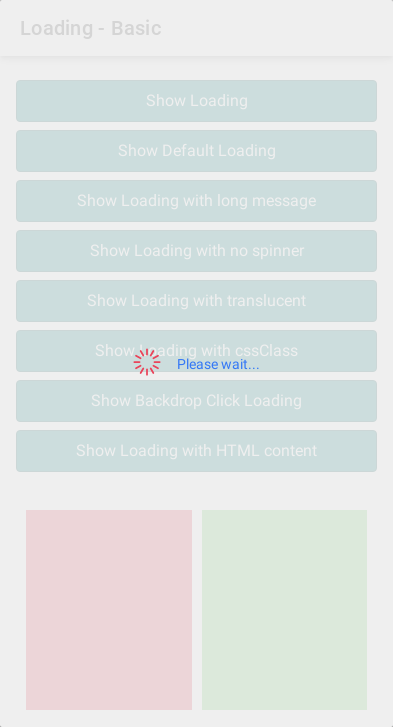 Loading - Basic
Show Loading
Show Default Loading
Show Loading with long message
Show Loading with no spinner
Show Loading with translucent
Show Loading with cssClass
Please wait...
Show Backdrop Click Loading
Show Loading with HTML content